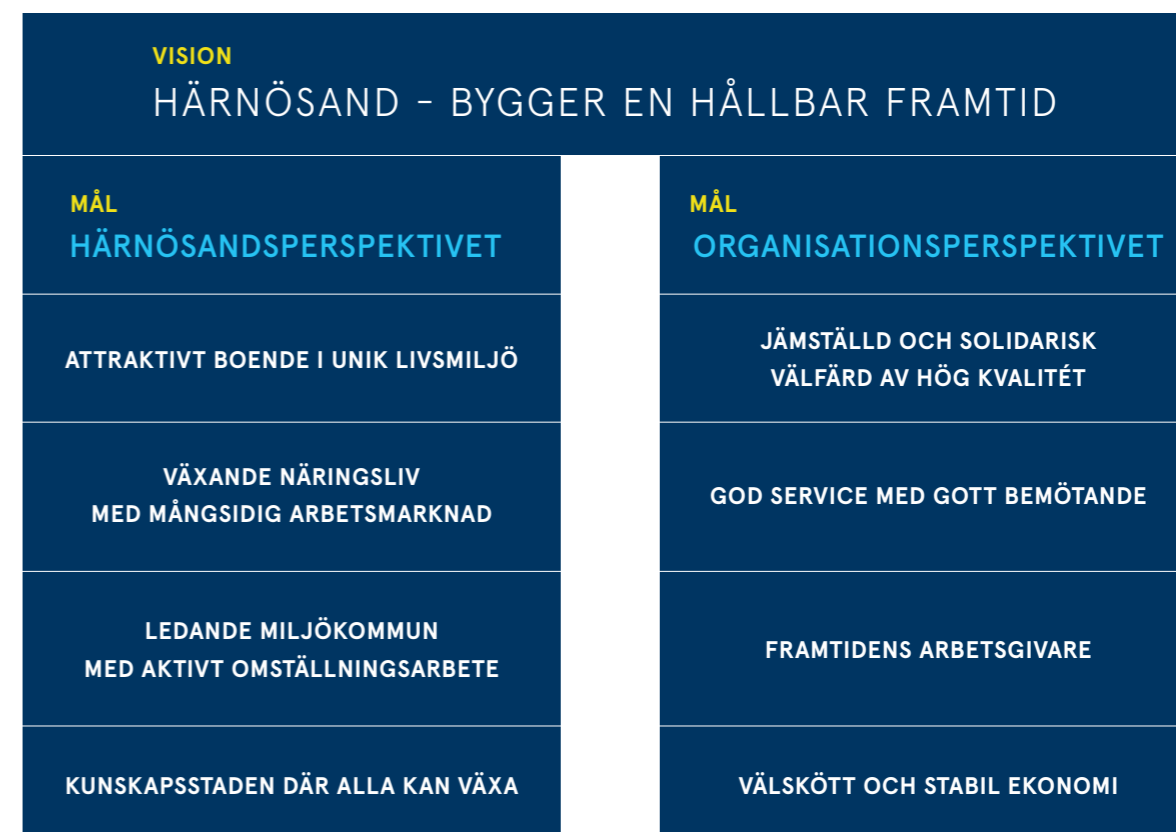 VISION
HÄRNÖSAND – BYGGER EN HÅLLBAR FRAMTID
MÅL
HÄRNÖSANDSPERSPEKTIVET
ATTRAKTIVT BOENDE I UNIK LIVSMILJÖ
VÄXANDE NÄRINGSLIV
MED MÅNGSIDIG ARBETSMARKNAD
LEDANDE MILJÖKOMMUN
MED AKTIVT OMSTÄLLNINGSARBETE
KUNSKAPSSTADEN DÄR ALLA KAN VÄXA
MÅL
ORGANISATIONSPERSPEKTIVET
JÄMSTÄLLD OCH SOLIDARISK
VÄLFÄRD AV HÖG KVALITÉT
GOD SERVICE MED GOTT BEMÖTANDE
FRAMTIDENS ARBETSGIVARE
VÄLSKÖTT OCH STABIL EKONOMI